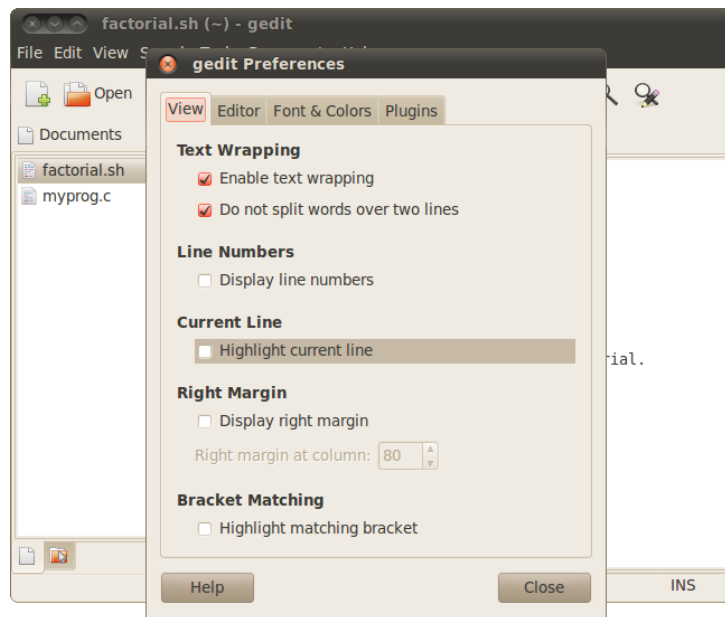 factorial.sh (~) - gedit
File Edit View
gedit Preferences
Open
View Editor Font & Colors Plugins
Documents
factorial.sh
myprog.c
Text Wrapping
Enable text wrapping
Do not split words over two lines
Line Numbers
Display line numbers
Current Line
Highlight current line
rial.
Right Margin
Display right margin
Right margin at column: 80
Bracket Matching
Highlight matching bracket
Help Close
INS